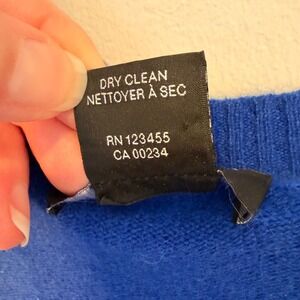 DRY CLEAN
NETTOYER À SEC
RN 123455
CA 00234